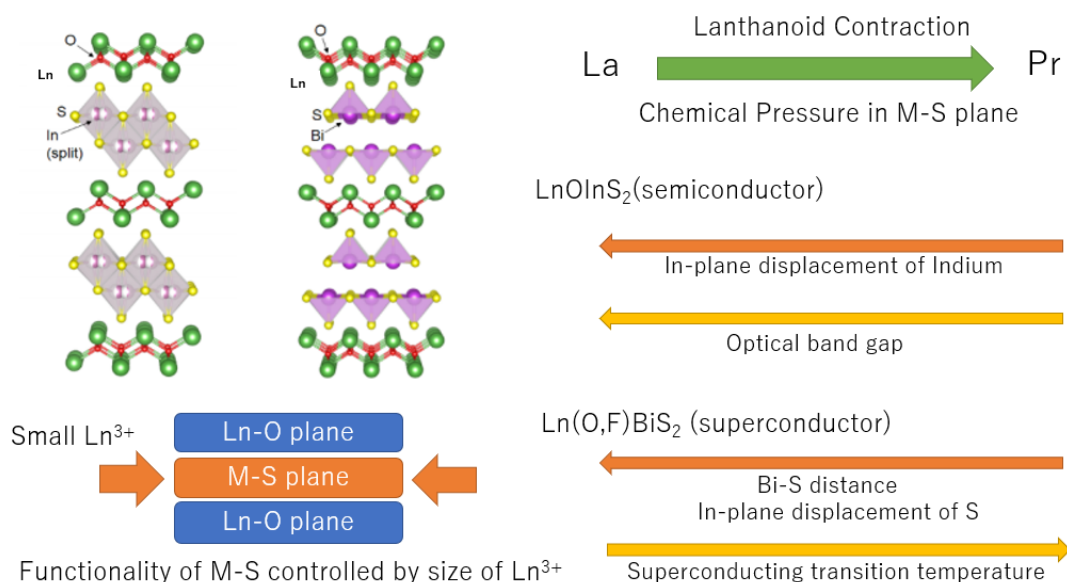 O
Ln
S
In
(split)
O
Ln
S
Bi
Lanthanoid Contraction
La
Pr
Chemical Pressure in M-S plane
LnOInS₂(semiconductor)
In-plane displacement of Indium
Optical band gap
Small Ln³⁺
Ln-O plane
M-S plane
Ln-O plane
Functionality of M-S controlled by size of Ln³⁺
Ln(O,F)BiS₂ (superconductor)
Bi-S distance
In-plane displacement of S
Superconducting transition temperature